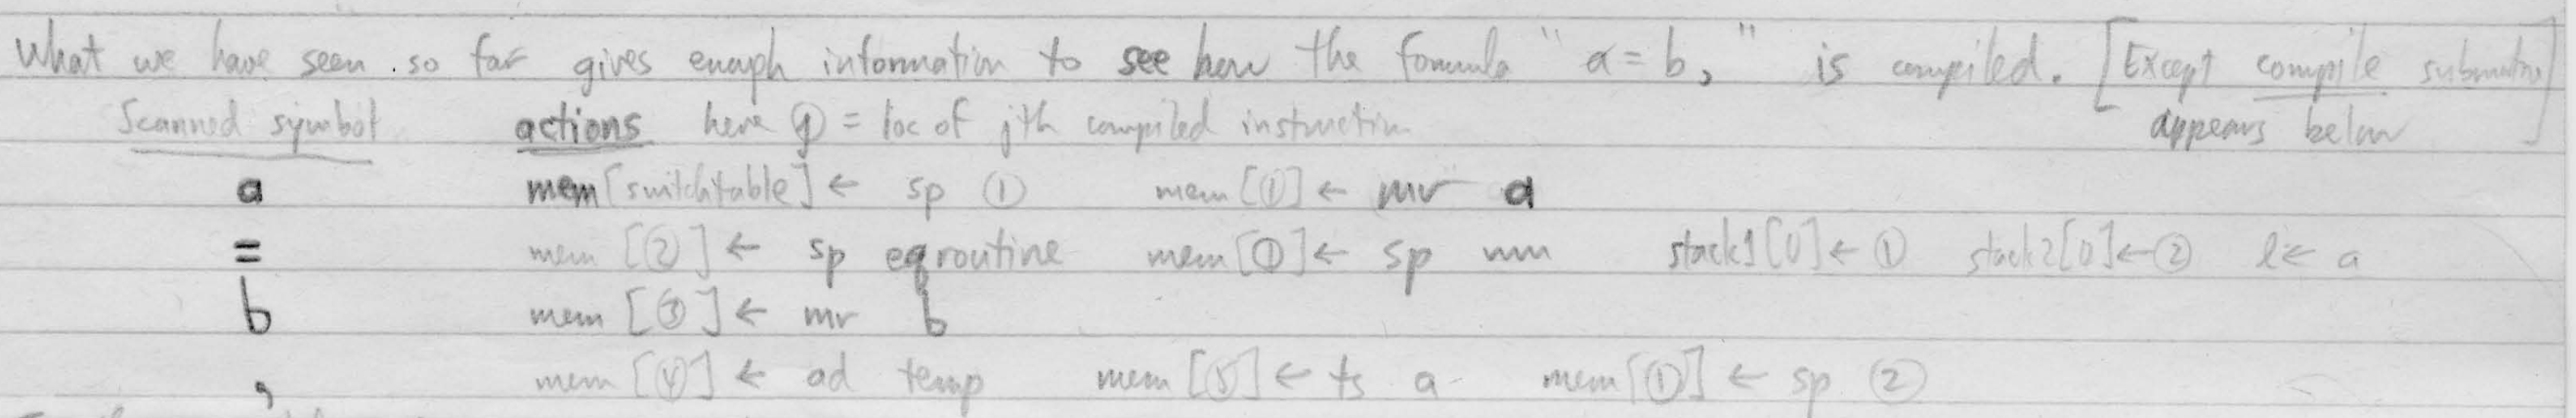 What we have seen so far gives enough information to see how the formula " a = b, " is compiled. [Except compile subroutine
Scanned symbol actions here ⓙ = loc of jth compiled instruction appears below]
a mem[switchtable] ← sp ① mem [①] ← mr a
= mem [②] ← sp eqroutine mem [①] ← sp nn stack1[0] ← ① stack2[0] ← ② l ← a
b mem [③] ← mr b
, mem [④] ← ad temp mem [⑤] ← ts a mem [①] ← sp ②